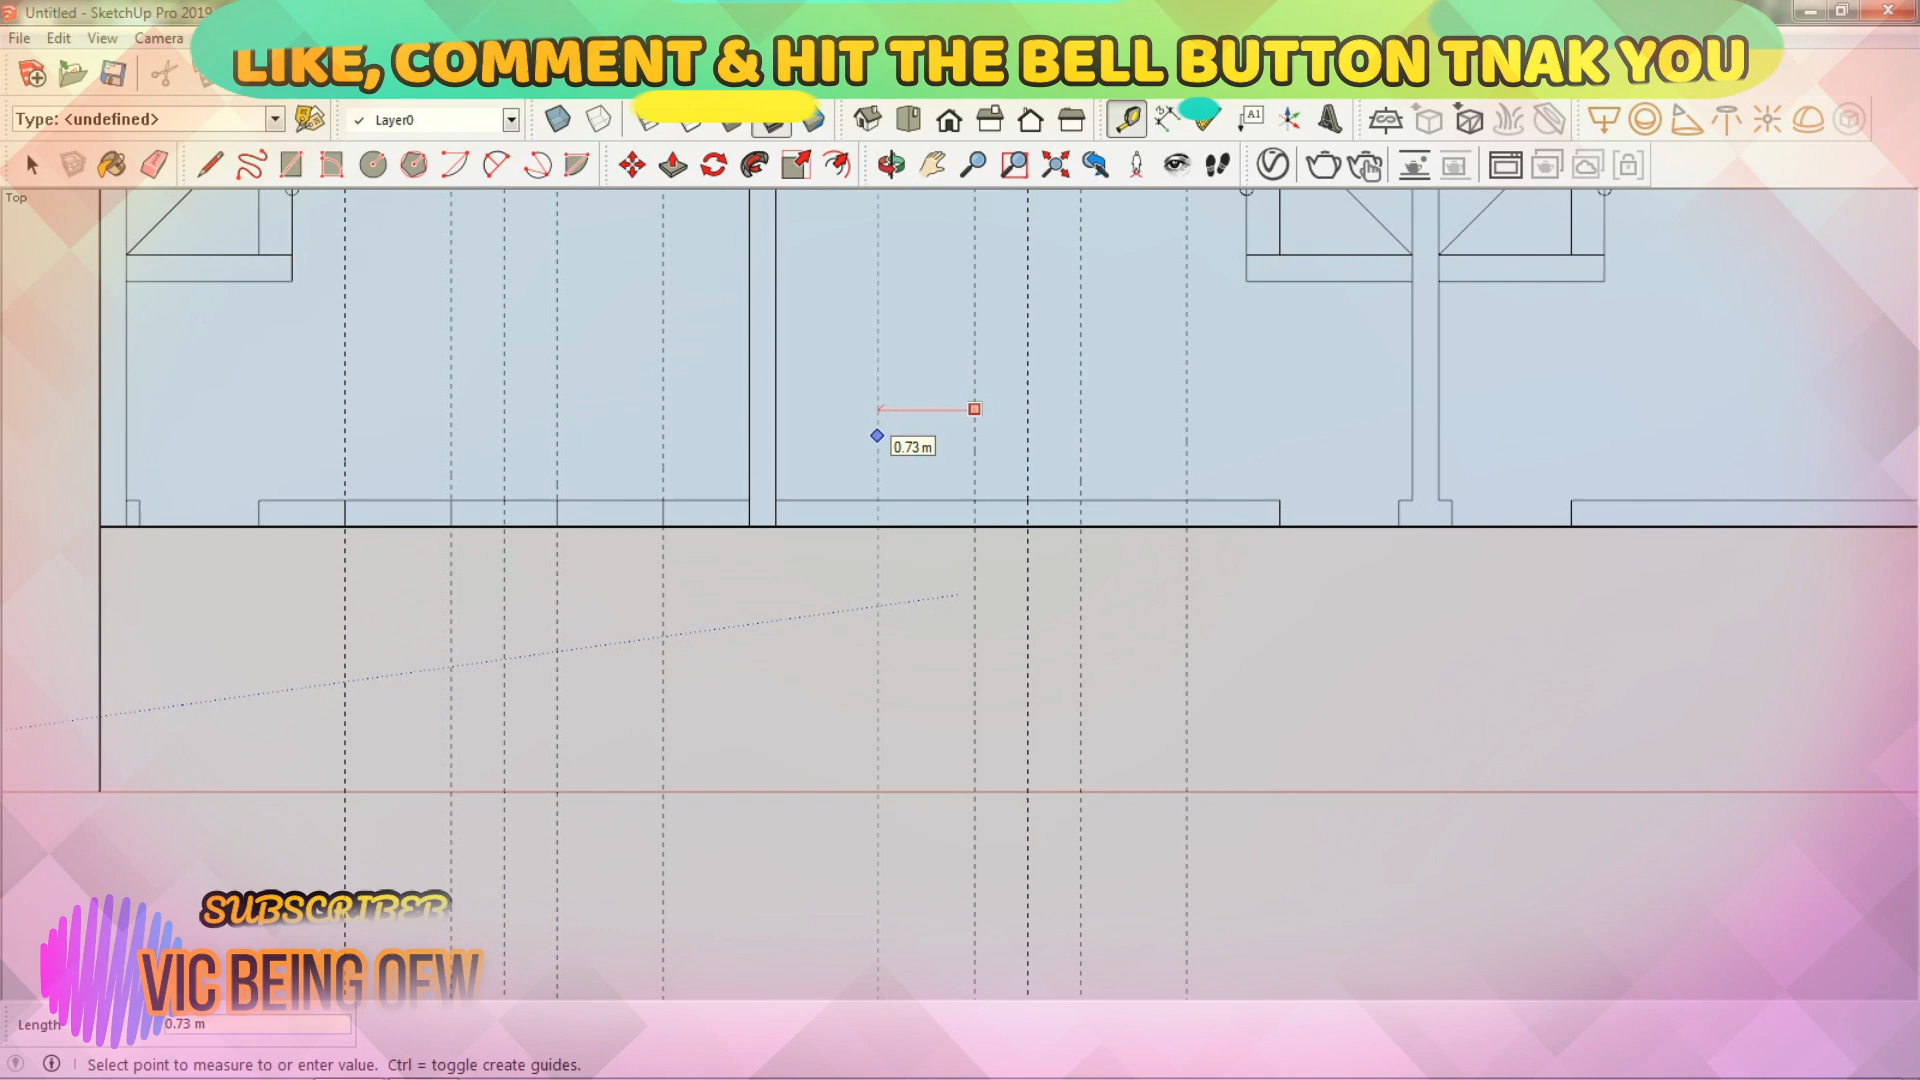 Untitled - SketchUp Pro 2019
File Edit View Camera
LIKE, COMMENT & HIT THE BELL BUTTON TNAK YOU
Type: <undefined>
Layer0
A1
Top
0.73 m
SUBSCRIBER
VIC BEING OFW
Length 0.73 m
Select point to measure to or enter value. Ctrl = toggle create guides.